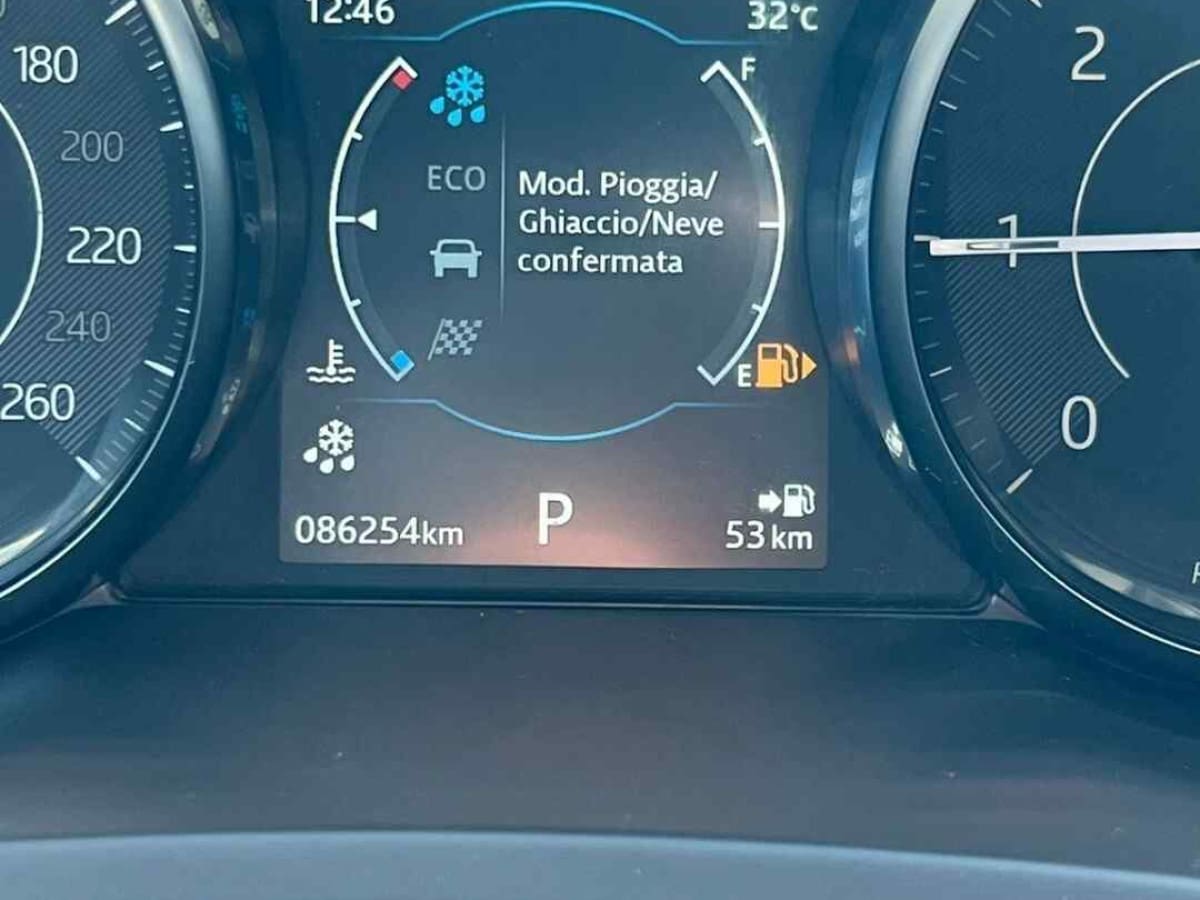 12:46
32°C
180
200
220
240
260
F
ECO
Mod. Pioggia/
Ghiaccio/Neve
confermata
E
086254km
P
53 km
2
1
0